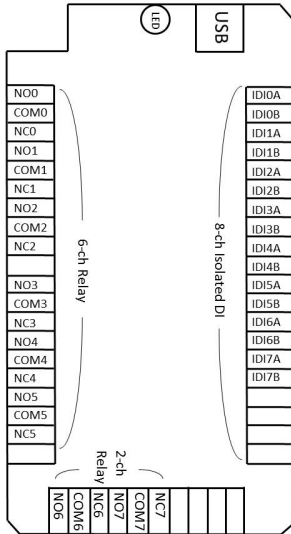 LED
USB
NO0
COM0
NC0
NO1
COM1
NC1
NO2
COM2
NC2
NO3
COM3
NC3
NO4
COM4
NC4
NO5
COM5
NC5
6-ch Relay
8-ch Isolated DI
IDI0A
IDI0B
IDI1A
IDI1B
IDI2A
IDI2B
IDI3A
IDI3B
IDI4A
IDI4B
IDI5A
IDI5B
IDI6A
IDI6B
IDI7A
IDI7B
2-ch
Relay
NO6
COM6
NC6
NO7
COM7
NC7